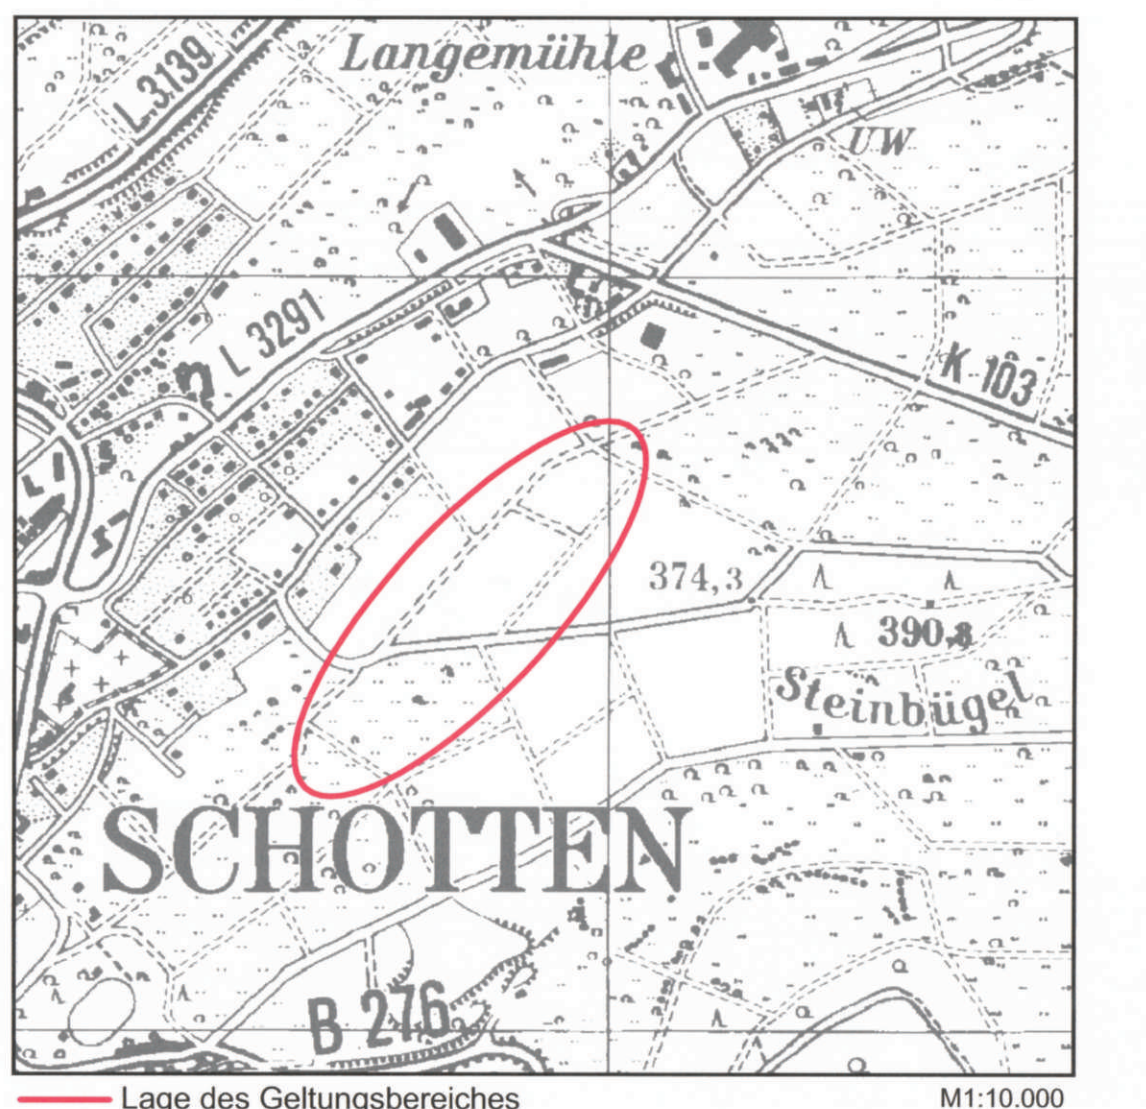 Langemühle
L 3139
UW
L 3291
K 103
374,3
390,8
Steinbügel
SCHOTTEN
B 276
Lage des Geltungsbereiches
M1:10.000